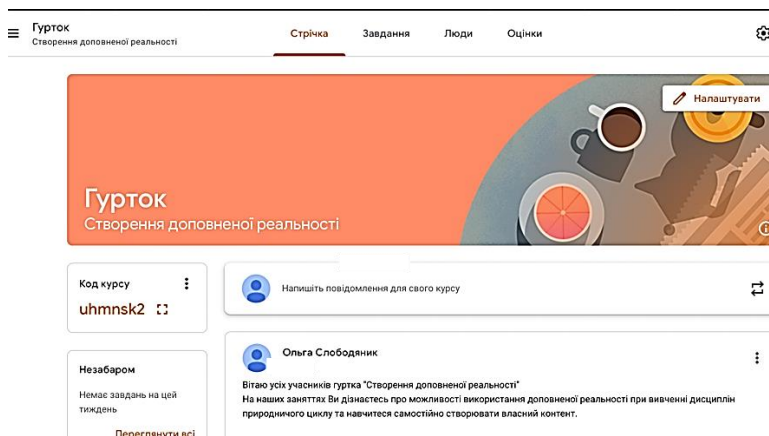 Гурток
Створення доповненої реальності
Стрічка
Завдання
Люди
Оцінки
Налаштувати
Гурток
Створення доповненої реальності
Код курсу
uhmnsk2
Напишіть повідомлення для свого курсу
Незабаром
Немає завдань на цей
тиждень
Переглянути всі
Ольга Слободяник
Вітаю усіх учасників гуртка "Створення доповненої реальності"
На наших заняттях Ви дізнаєтесь про можливості використання доповненої реальності при вивченні дисциплін
природничого циклу та навчитеся самостійно створювати власний контент.